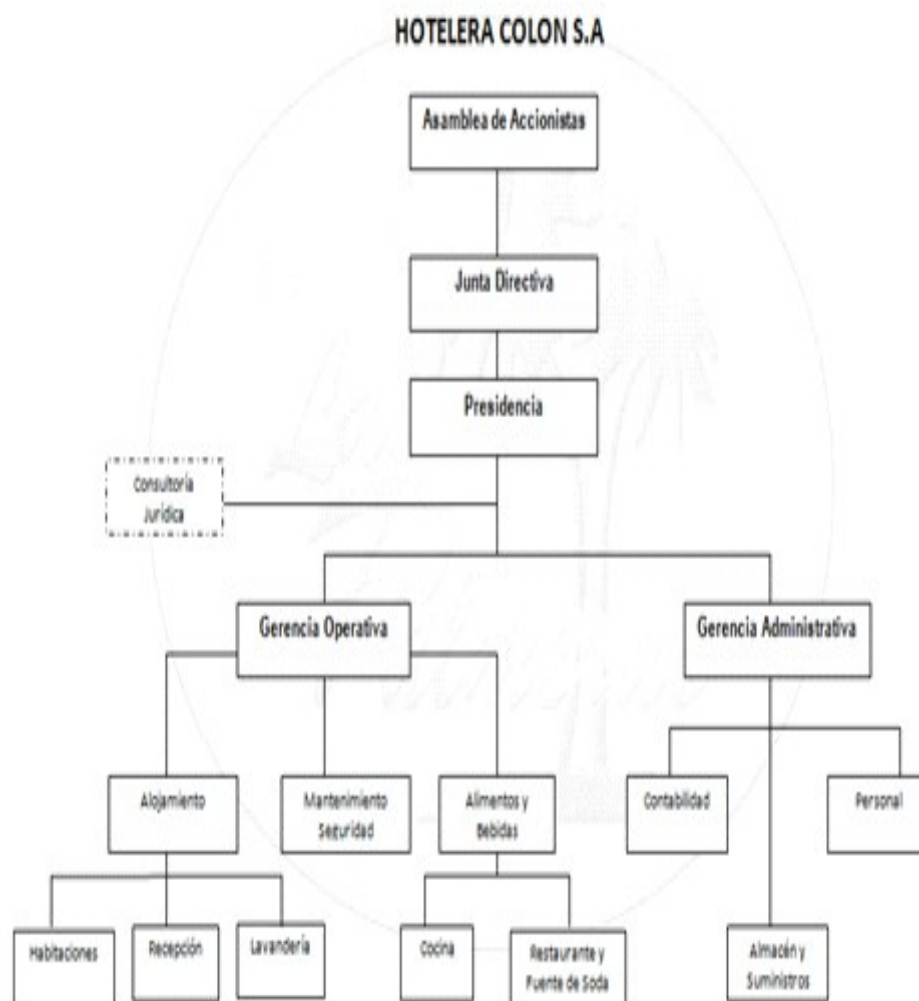 HOTELERA COLON S.A
Asamblea de Accionistas
Junta Directiva
Presidencia
Consultoría
Jurídica
Gerencia Operativa
Gerencia Administrativa
Alojamiento
Mantenimiento
Seguridad
Alimentos y
Bebidas
Contabilidad
Personal
Habitaciones
Recepción
Lavandería
Cocina
Restaurante y
Fuente de Soda
Almacén y
Suministros